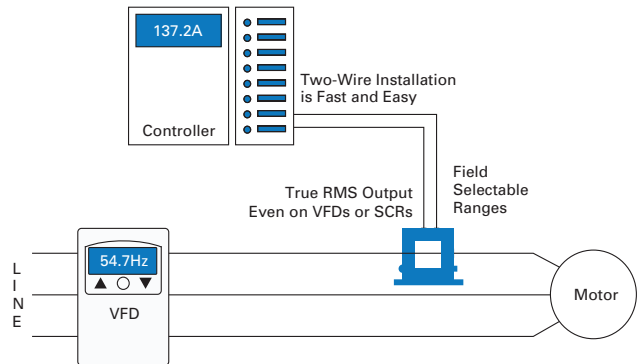 137.2A
Controller
Two-Wire Installation
is Fast and Easy
True RMS Output
Even on VFDs or SCRs
Field
Selectable
Ranges
LINE
54.7Hz
VFD
Motor